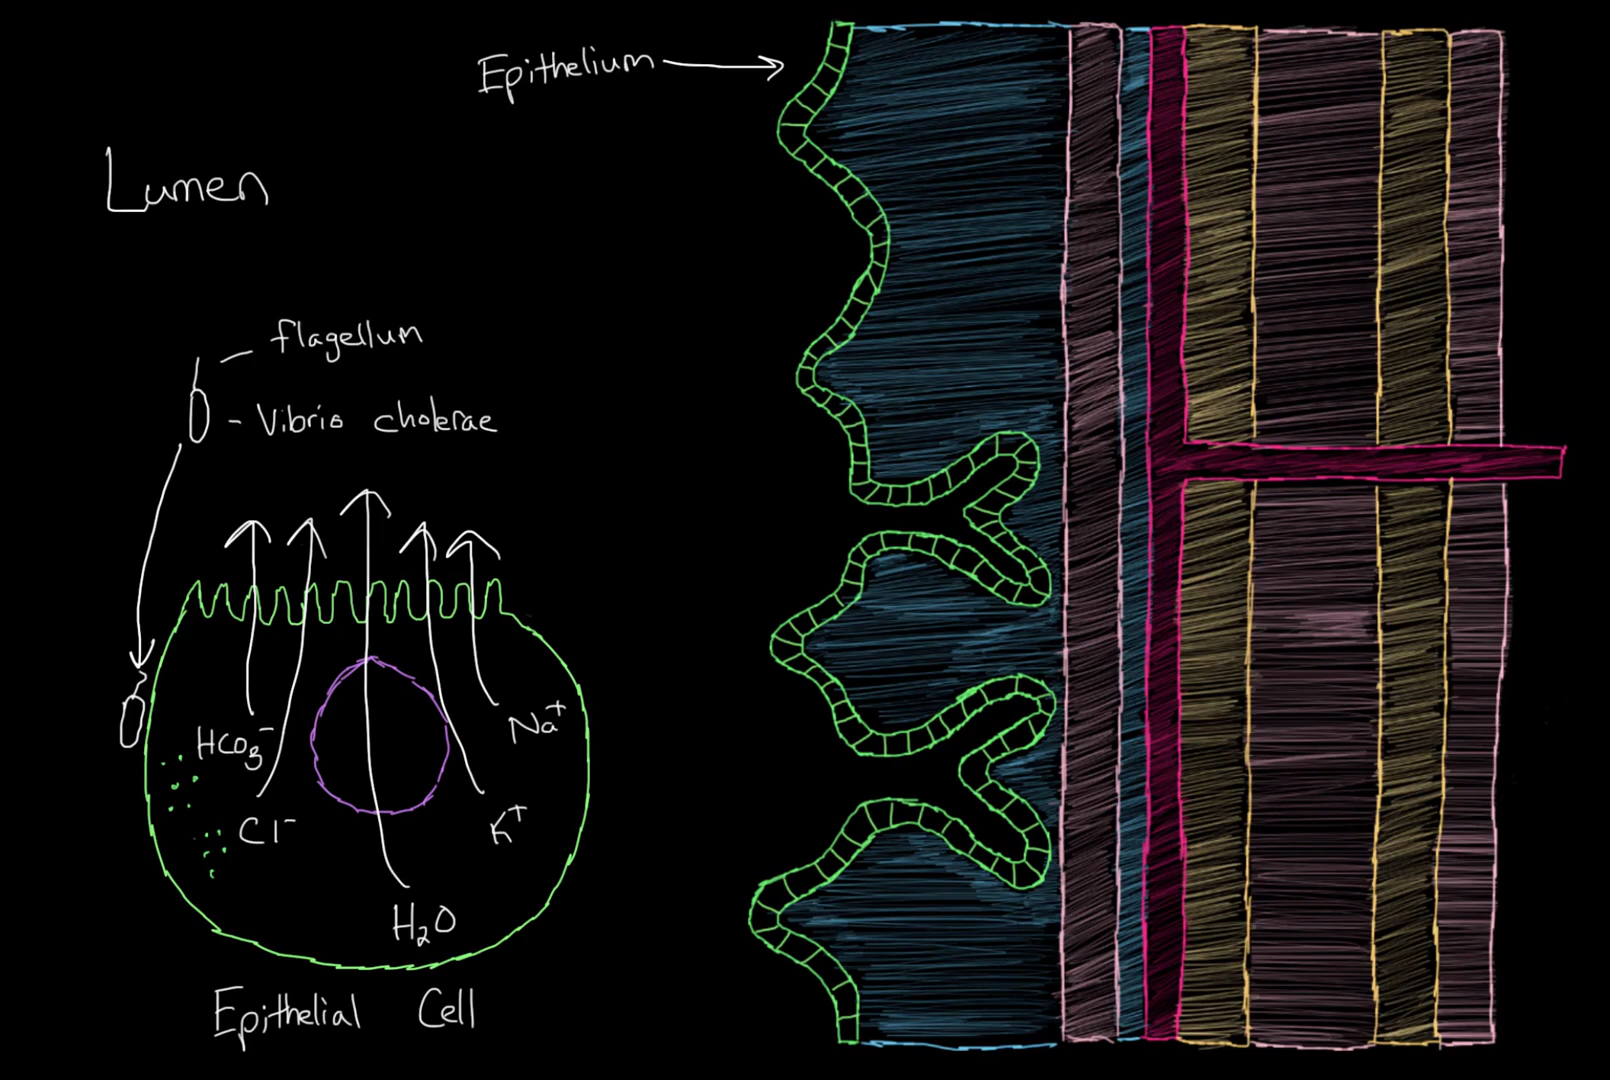 Epithelium
Lumen
flagellum
- Vibrio cholerae
HCO₃⁻
Na⁺
Cl⁻
K⁺
H₂O
Epithelial Cell